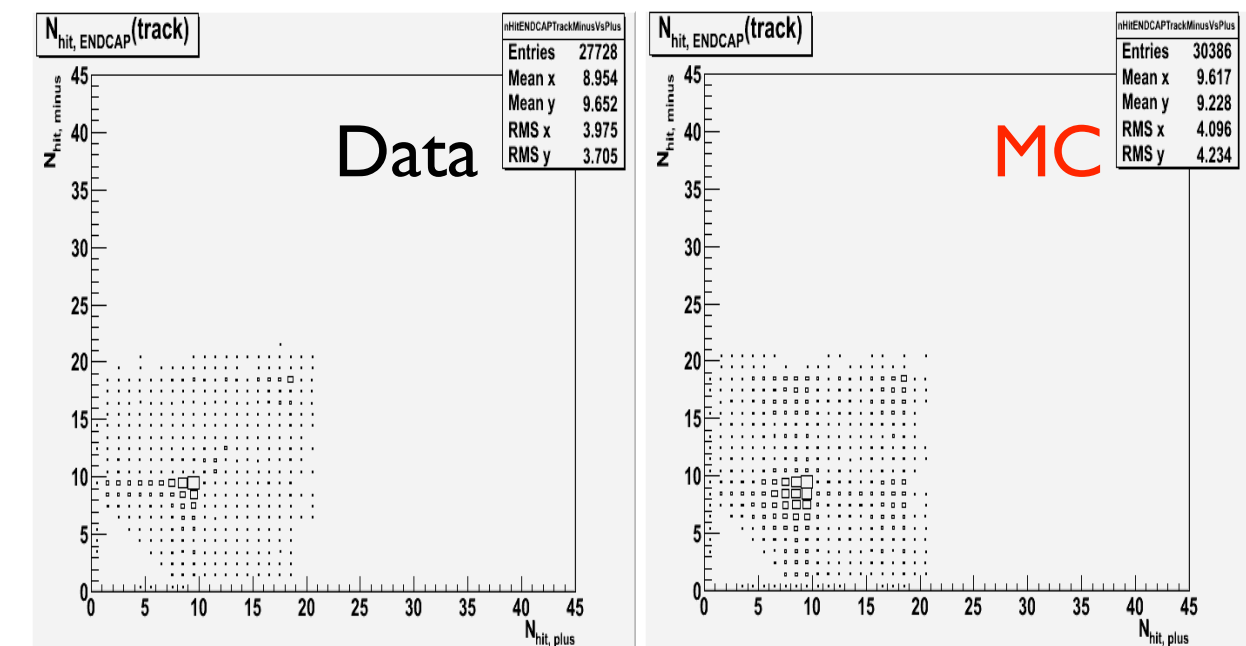 N_hit, ENDCAP(track)
nHitENDCAPTrackMinusVsPlus
Entries 27728
Mean x 8.954
Mean y 9.652
RMS x 3.975
RMS y 3.705
Data
N_hit, minus
45
40
35
30
25
20
15
10
5
0
0 5 10 15 20 25 30 35 40 45
N_hit, plus
N_hit, ENDCAP(track)
nHitENDCAPTrackMinusVsPlus
Entries 30386
Mean x 9.617
Mean y 9.228
RMS x 4.096
RMS y 4.234
MC
N_hit, minus
45
40
35
30
25
20
15
10
5
0
0 5 10 15 20 25 30 35 40 45
N_hit, plus